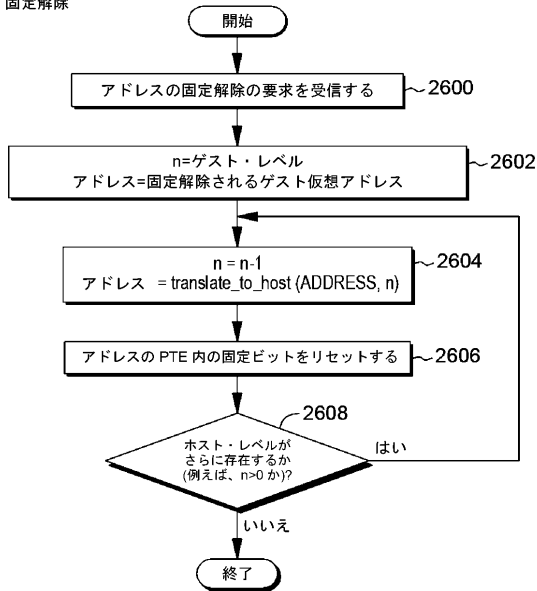 固定解除
開始
アドレスの固定解除の要求を受信する
2600
n=ゲスト・レベル
アドレス=固定解除されるゲスト仮想アドレス
2602
n = n-1
アドレス = translate_to_host (ADDRESS, n)
2604
アドレスの PTE 内の固定ビットをリセットする
2606
2608
ホスト・レベルが
さらに存在するか
(例えば、n>0 か)?
はい
いいえ
終了